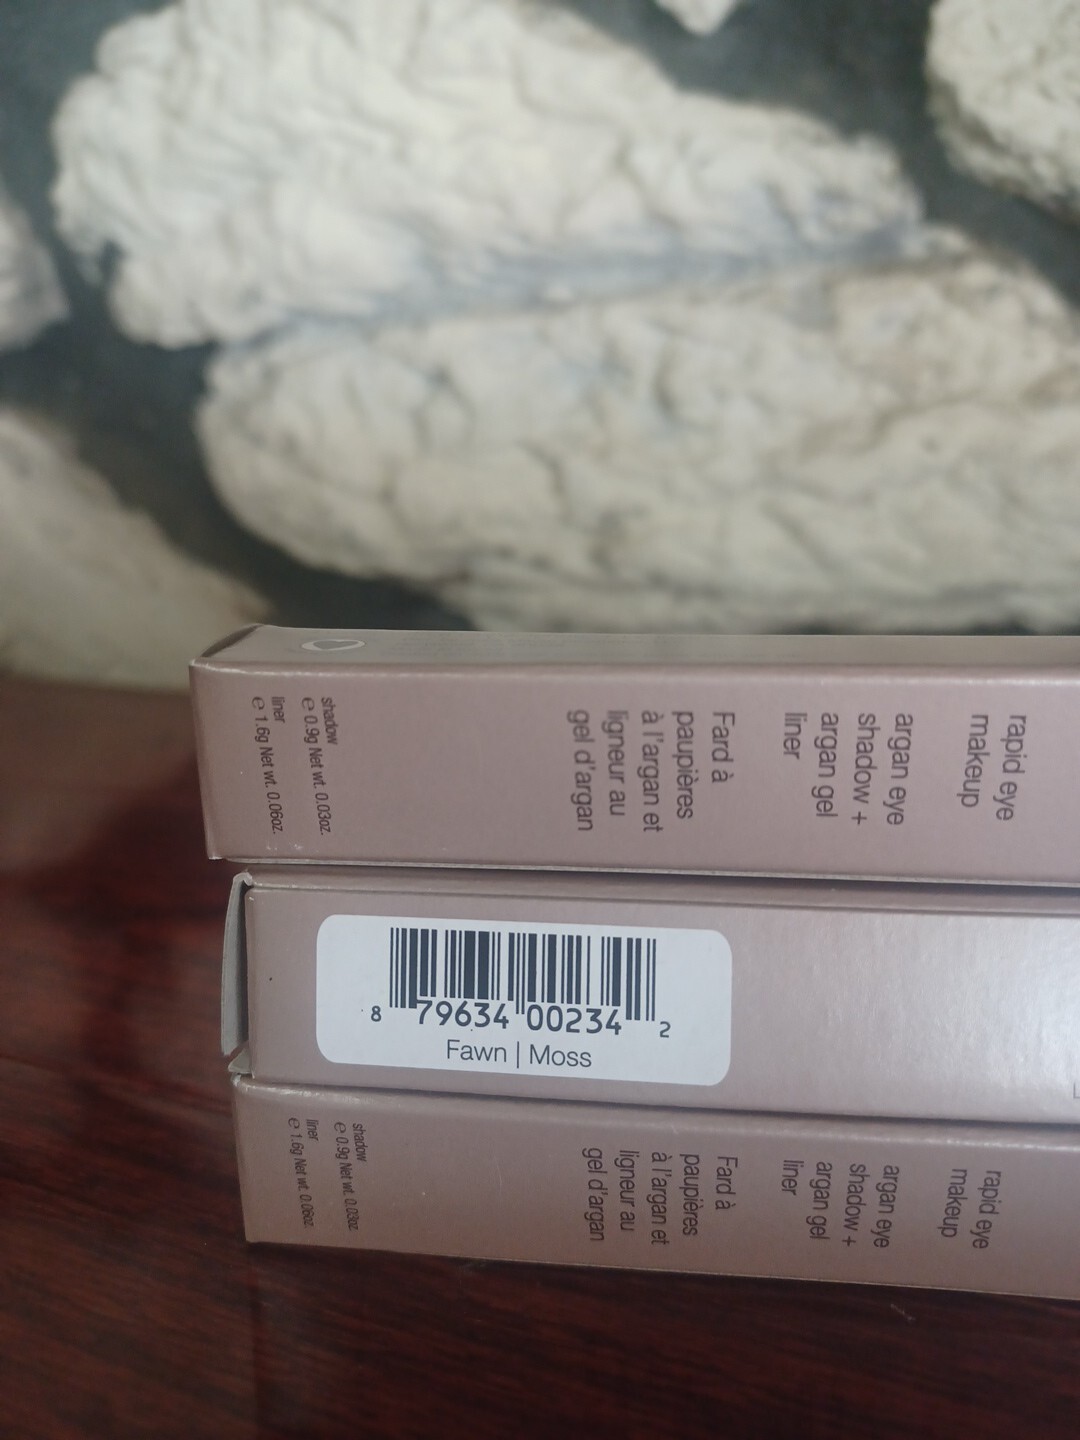 rapid eye
makeup
argan eye
shadow +
argan gel
liner
Fard à
paupières
à l'argan et
ligneur au
gel d'argan
shadow
e 0.9g Net wt. 0.03oz.
liner
e 1.6g Net wt. 0.06oz.
8 79634 00234 2
Fawn | Moss
rapid eye
makeup
argan eye
shadow +
argan gel
liner
Fard à
paupières
à l'argan et
ligneur au
gel d'argan
shadow
e 0.9g Net wt. 0.03oz.
liner
e 1.6g Net wt. 0.06oz.